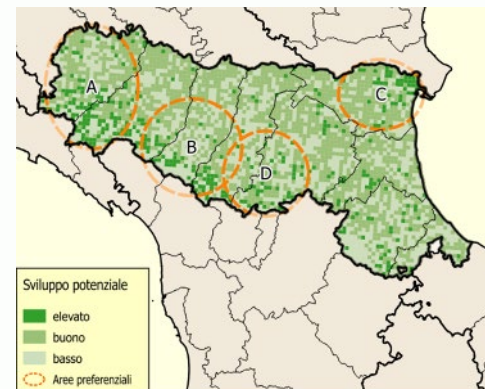 A
C
B
D
Sviluppo potenziale
elevato
buono
basso
Aree preferenziali